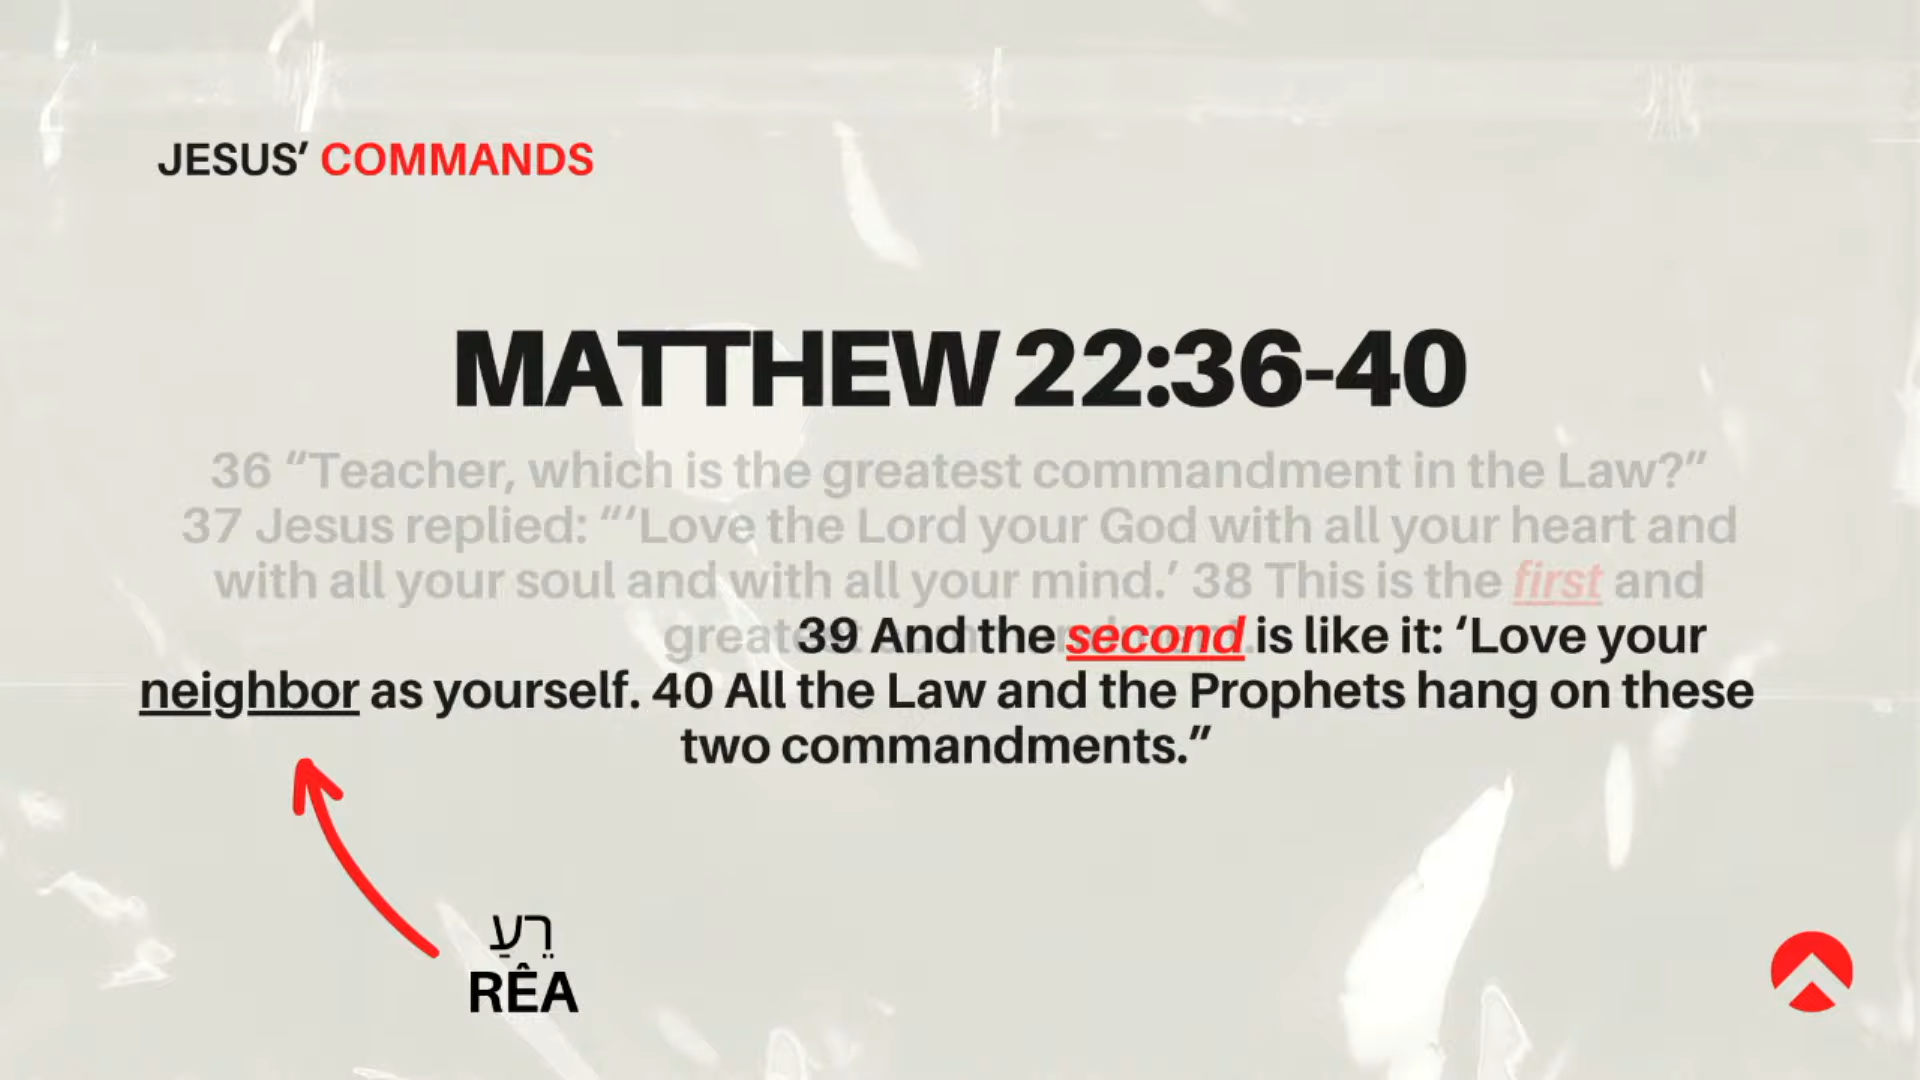 JESUS’ COMMANDS
MATTHEW 22:36-40
36 “Teacher, which is the greatest commandment in the Law?”
37 Jesus replied: “‘Love the Lord your God with all your heart and
with all your soul and with all your mind.’ 38 This is the first and
greatest commandment.
39 And the second is like it: ‘Love your
neighbor as yourself. 40 All the Law and the Prophets hang on these
two commandments.”
רֵעַ
RÊA